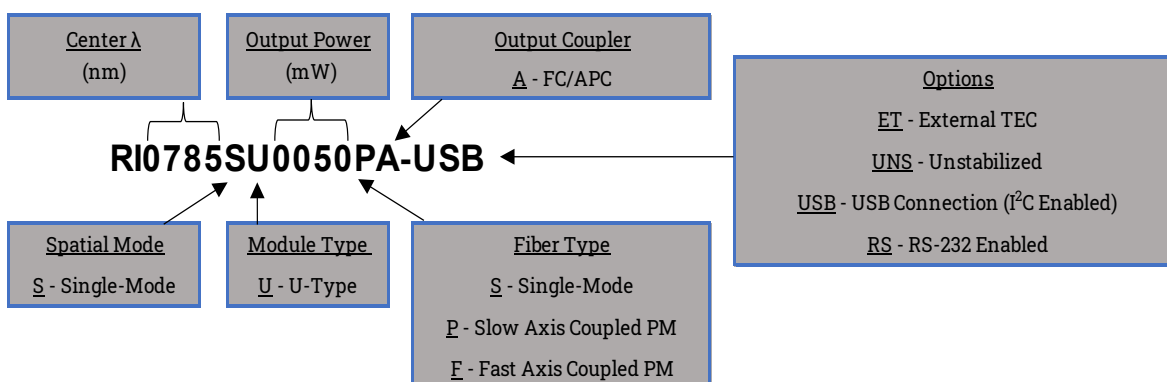 Center λ
(nm)
Output Power
(mW)
Output Coupler
A - FC/APC
Options
ET - External TEC
UNS - Unstabilized
USB - USB Connection (I²C Enabled)
RS - RS-232 Enabled
RI0785SU0050PA-USB
Spatial Mode
S - Single-Mode
Module Type
U - U-Type
Fiber Type
S - Single-Mode
P - Slow Axis Coupled PM
F - Fast Axis Coupled PM